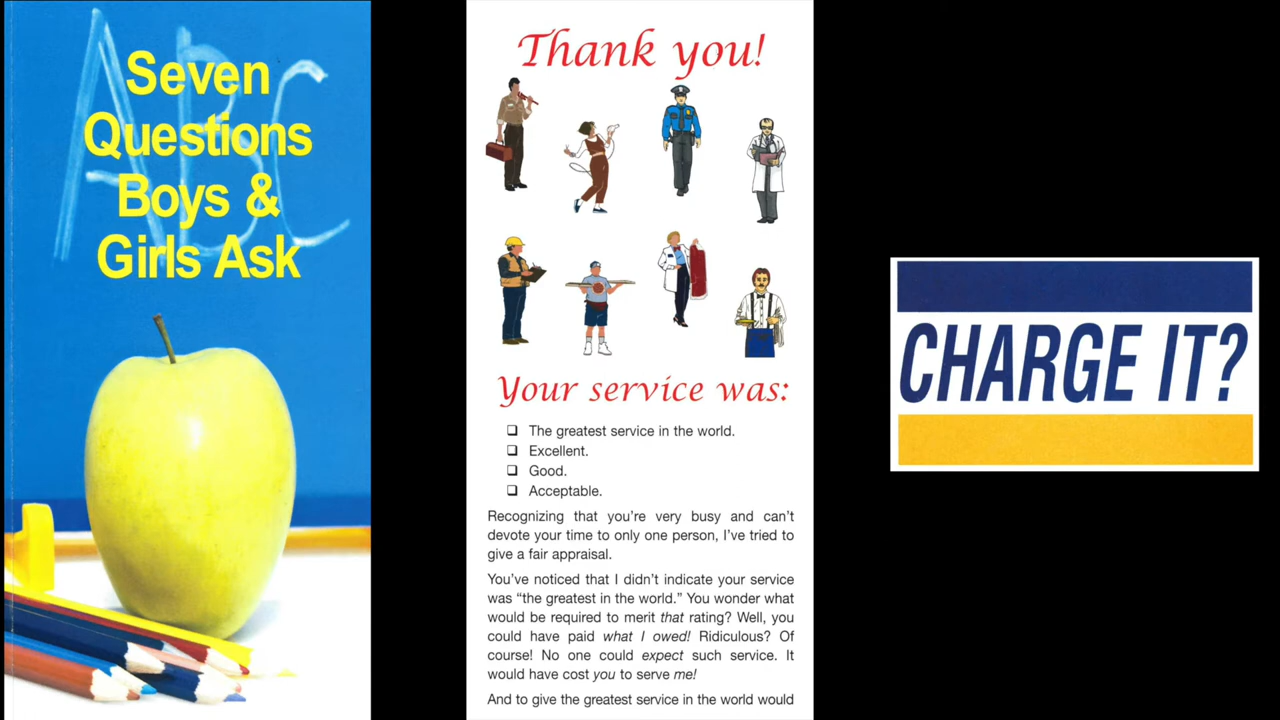 ABC
Seven
Questions
Boys &
Girls Ask
Thank you!
Your service was:
❑ The greatest service in the world.
❑ Excellent.
❑ Good.
❑ Acceptable.
Recognizing that you’re very busy and can’t
devote your time to only one person, I’ve tried to
give a fair appraisal.
You’ve noticed that I didn’t indicate your service
was “the greatest in the world.” You wonder what
would be required to merit that rating? Well, you
could have paid what I owed! Ridiculous? Of
course! No one could expect such service. It
would have cost you to serve me!
And to give the greatest service in the world would
CHARGE IT?